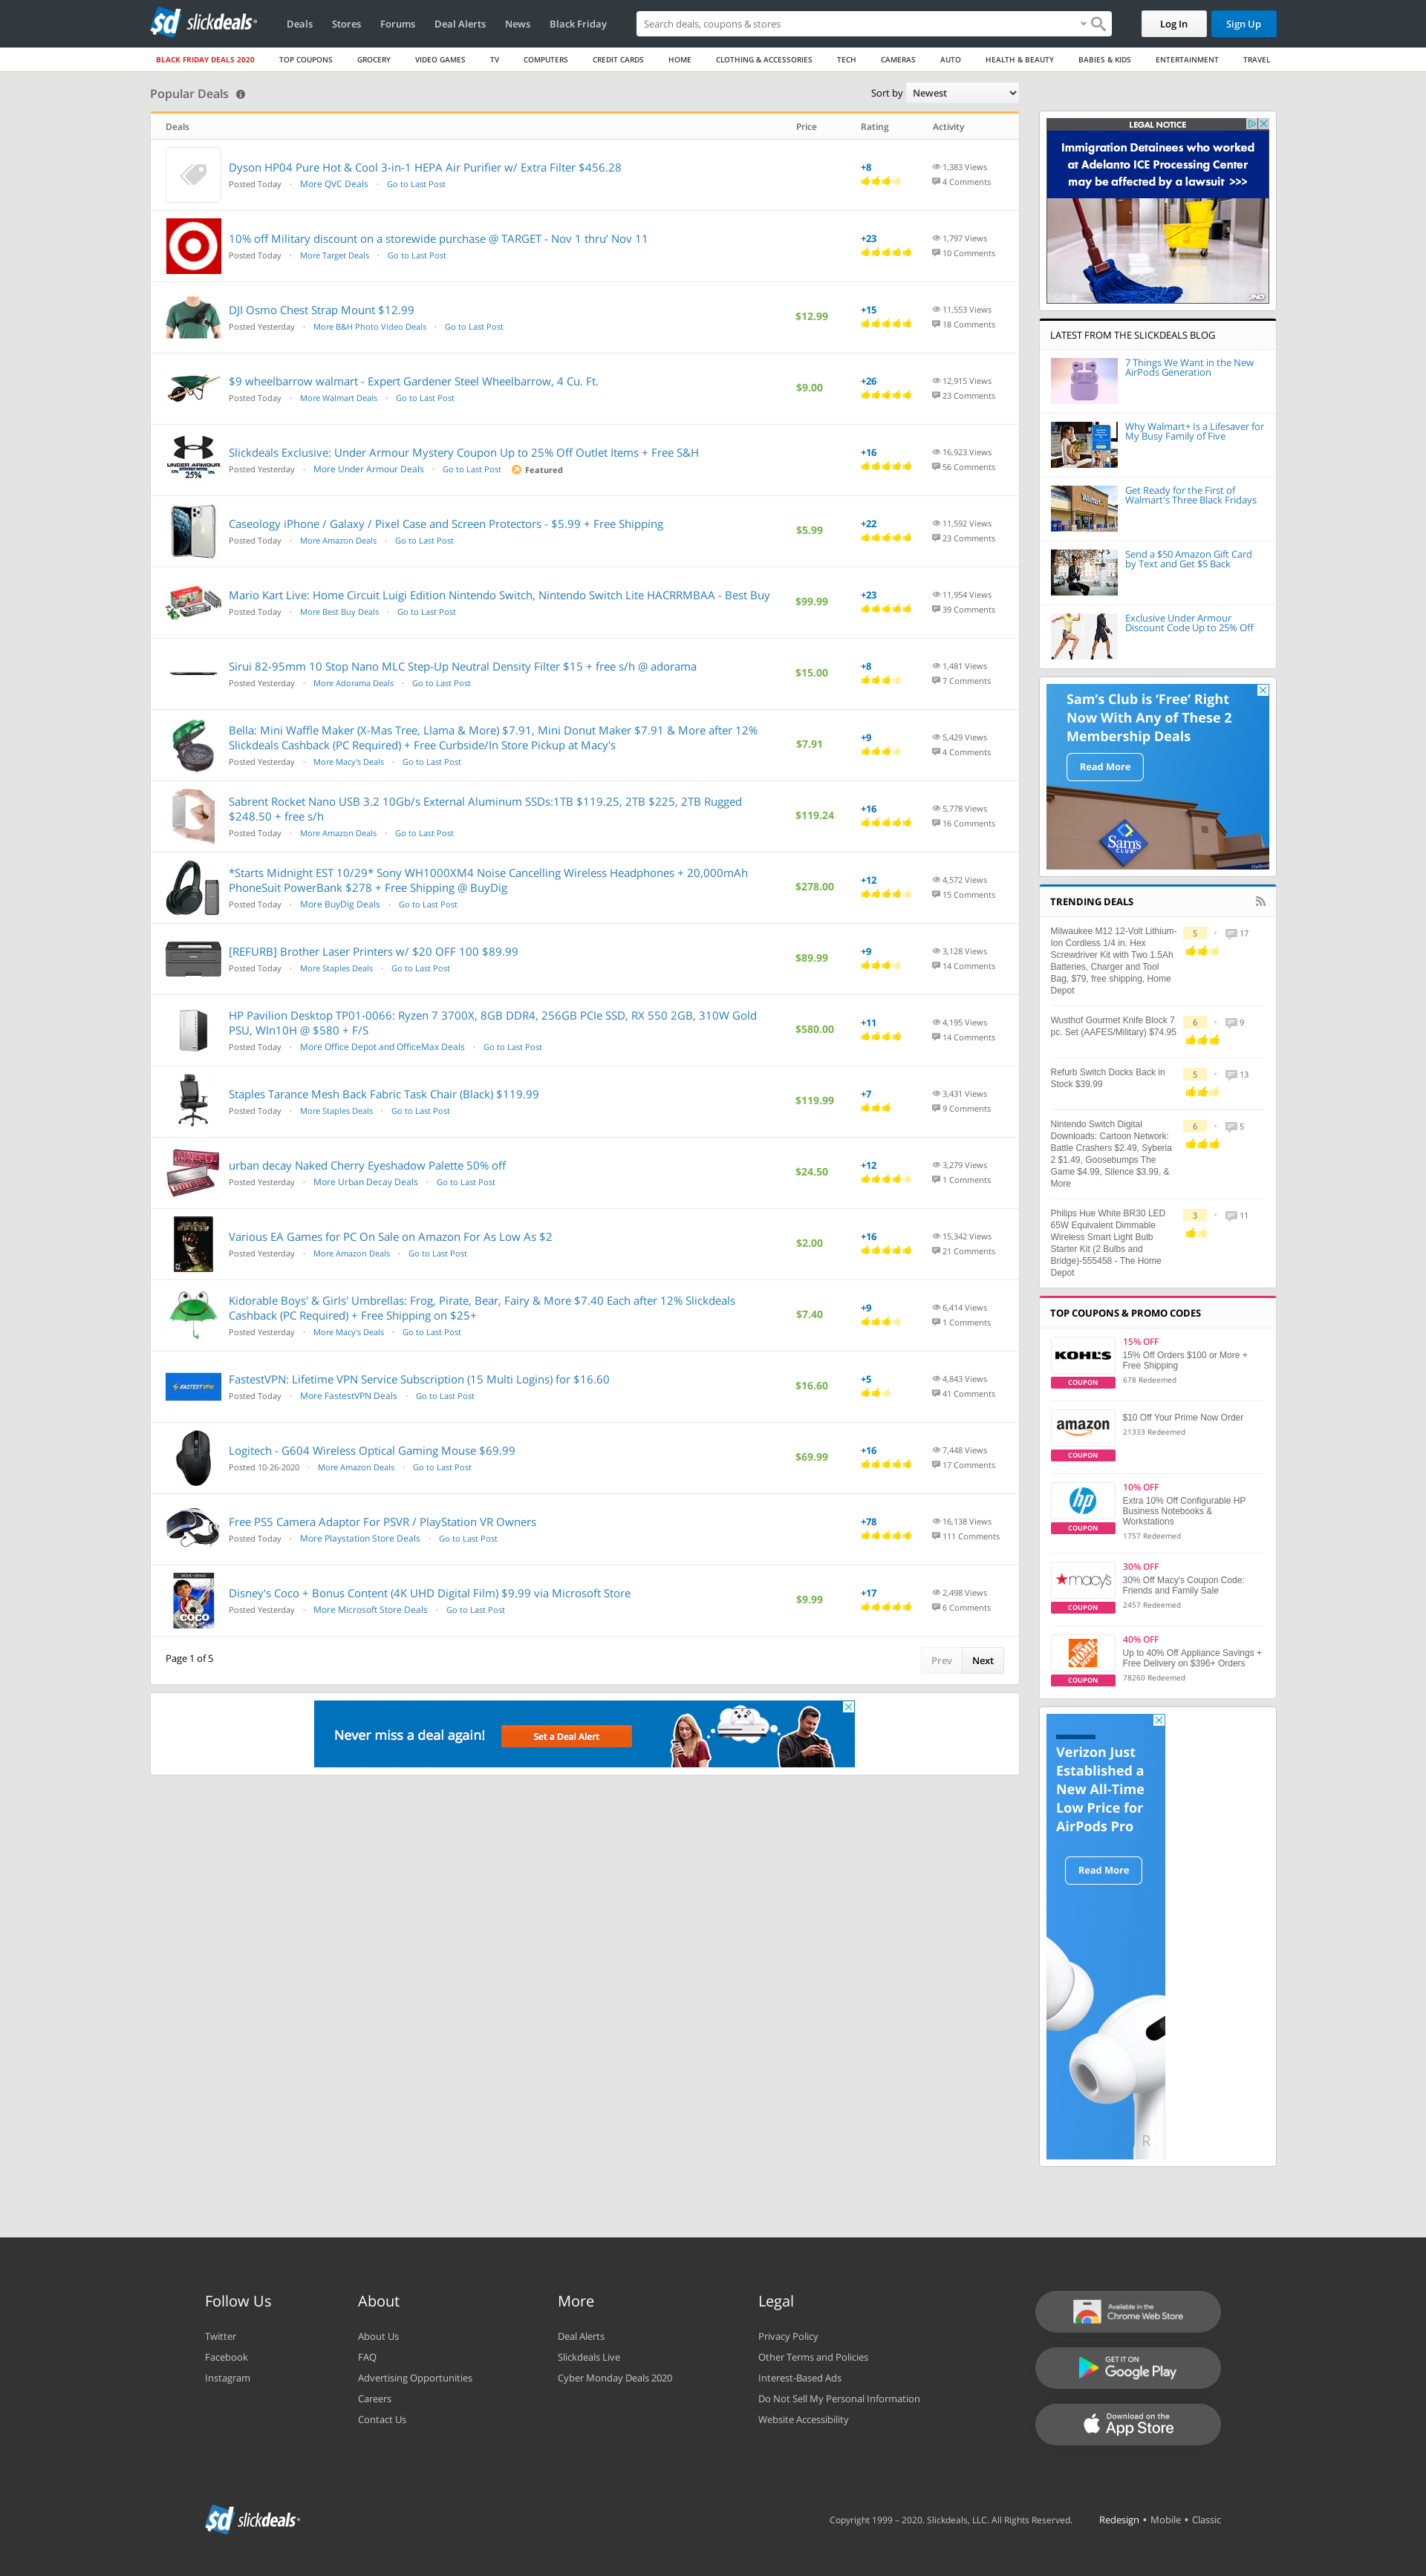 sd slickdeals
Deals Stores Forums Deal Alerts News Black Friday
Search deals, coupons & stores
Log In Sign Up
BLACK FRIDAY DEALS 2020 TOP COUPONS GROCERY VIDEO GAMES TV COMPUTERS CREDIT CARDS HOME CLOTHING & ACCESSORIES TECH CAMERAS AUTO HEALTH & BEAUTY BABIES & KIDS ENTERTAINMENT TRAVEL
Popular Deals
Sort by Newest
Deals Price Rating Activity
Dyson HP04 Pure Hot & Cool 3-in-1 HEPA Air Purifier w/ Extra Filter $456.28
Posted Today · More QVC Deals · Go to Last Post
+8
1,383 Views
4 Comments
10% off Military discount on a storewide purchase @ TARGET - Nov 1 thru' Nov 11
Posted Today · More Target Deals · Go to Last Post
+23
1,797 Views
10 Comments
DJI Osmo Chest Strap Mount $12.99
Posted Yesterday · More B&H Photo Video Deals · Go to Last Post
$12.99
+15
11,553 Views
18 Comments
$9 wheelbarrow walmart - Expert Gardener Steel Wheelbarrow, 4 Cu. Ft.
Posted Today · More Walmart Deals · Go to Last Post
$9.00
+26
12,915 Views
23 Comments
UNDER ARMOUR
25%
Slickdeals Exclusive: Under Armour Mystery Coupon Up to 25% Off Outlet Items + Free S&H
Posted Yesterday · More Under Armour Deals · Go to Last Post Featured
+16
16,923 Views
56 Comments
Caseology iPhone / Galaxy / Pixel Case and Screen Protectors - $5.99 + Free Shipping
Posted Today · More Amazon Deals · Go to Last Post
$5.99
+22
11,592 Views
23 Comments
Mario Kart Live: Home Circuit Luigi Edition Nintendo Switch, Nintendo Switch Lite HACRRMBAA - Best Buy
Posted Today · More Best Buy Deals · Go to Last Post
$99.99
+23
11,954 Views
39 Comments
Sirui 82-95mm 10 Stop Nano MLC Step-Up Neutral Density Filter $15 + free s/h @ adorama
Posted Yesterday · More Adorama Deals · Go to Last Post
$15.00
+8
1,481 Views
7 Comments
Bella: Mini Waffle Maker (X-Mas Tree, Llama & More) $7.91, Mini Donut Maker $7.91 & More after 12%
Slickdeals Cashback (PC Required) + Free Curbside/In Store Pickup at Macy's
Posted Yesterday · More Macy's Deals · Go to Last Post
$7.91
+9
5,429 Views
4 Comments
Sabrent Rocket Nano USB 3.2 10Gb/s External Aluminum SSDs:1TB $119.25, 2TB $225, 2TB Rugged
$248.50 + free s/h
Posted Today · More Amazon Deals · Go to Last Post
$119.24
+16
5,778 Views
16 Comments
*Starts Midnight EST 10/29* Sony WH1000XM4 Noise Cancelling Wireless Headphones + 20,000mAh
PhoneSuit PowerBank $278 + Free Shipping @ BuyDig
Posted Today · More BuyDig Deals · Go to Last Post
$278.00
+12
4,572 Views
15 Comments
[REFURB] Brother Laser Printers w/ $20 OFF 100 $89.99
Posted Today · More Staples Deals · Go to Last Post
$89.99
+9
3,128 Views
14 Comments
HP Pavilion Desktop TP01-0066: Ryzen 7 3700X, 8GB DDR4, 256GB PCIe SSD, RX 550 2GB, 310W Gold
PSU, WIn10H @ $580 + F/S
Posted Today · More Office Depot and OfficeMax Deals · Go to Last Post
$580.00
+11
4,195 Views
14 Comments
Staples Tarance Mesh Back Fabric Task Chair (Black) $119.99
Posted Today · More Staples Deals · Go to Last Post
$119.99
+7
3,431 Views
9 Comments
urban decay Naked Cherry Eyeshadow Palette 50% off
Posted Yesterday · More Urban Decay Deals · Go to Last Post
$24.50
+12
3,279 Views
1 Comments
Various EA Games for PC On Sale on Amazon For As Low As $2
Posted Yesterday · More Amazon Deals · Go to Last Post
$2.00
+16
15,342 Views
21 Comments
Kidorable Boys' & Girls' Umbrellas: Frog, Pirate, Bear, Fairy & More $7.40 Each after 12% Slickdeals
Cashback (PC Required) + Free Shipping on $25+
Posted Yesterday · More Macy's Deals · Go to Last Post
$7.40
+9
6,414 Views
1 Comments
FASTESTVPN
FastestVPN: Lifetime VPN Service Subscription (15 Multi Logins) for $16.60
Posted Today · More FastestVPN Deals · Go to Last Post
$16.60
+5
4,843 Views
41 Comments
Logitech - G604 Wireless Optical Gaming Mouse $69.99
Posted 10-26-2020 · More Amazon Deals · Go to Last Post
$69.99
+16
7,448 Views
17 Comments
Free PS5 Camera Adaptor For PSVR / PlayStation VR Owners
Posted Today · More Playstation Store Deals · Go to Last Post
+78
16,138 Views
111 Comments
COCO
Disney's Coco + Bonus Content (4K UHD Digital Film) $9.99 via Microsoft Store
Posted Yesterday · More Microsoft Store Deals · Go to Last Post
$9.99
+17
2,498 Views
6 Comments
Page 1 of 5
Prev Next
Never miss a deal again! Set a Deal Alert
LEGAL NOTICE
Immigration Detainees who worked
at Adelanto ICE Processing Center
may be affected by a lawsuit >>>
JND
LATEST FROM THE SLICKDEALS BLOG
7 Things We Want in the New
AirPods Generation
Why Walmart+ Is a Lifesaver for
My Busy Family of Five
Get Ready for the First of
Walmart's Three Black Fridays
Send a $50 Amazon Gift Card
by Text and Get $5 Back
Exclusive Under Armour
Discount Code Up to 25% Off
Sam's Club is 'Free' Right
Now With Any of These 2
Membership Deals
Read More
Sam's
CLUB
TRENDING DEALS
Milwaukee M12 12-Volt Lithium-
Ion Cordless 1/4 in. Hex
Screwdriver Kit with Two 1.5Ah
Batteries, Charger and Tool
Bag, $79, free shipping, Home
Depot
5 · 17
Wusthof Gourmet Knife Block 7
pc. Set (AAFES/Military) $74.95
6 · 9
Refurb Switch Docks Back in
Stock $39.99
5 · 13
Nintendo Switch Digital
Downloads: Cartoon Network:
Battle Crashers $2.49, Syberia
2 $1.49, Goosebumps The
Game $4.99, Silence $3.99, &
More
6 · 5
Philips Hue White BR30 LED
65W Equivalent Dimmable
Wireless Smart Light Bulb
Starter Kit (2 Bulbs and
Bridge)-555458 - The Home
Depot
3 · 11
TOP COUPONS & PROMO CODES
KOHL'S
COUPON
15% OFF
15% Off Orders $100 or More +
Free Shipping
678 Redeemed
amazon
COUPON
$10 Off Your Prime Now Order
21333 Redeemed
hp
COUPON
10% OFF
Extra 10% Off Configurable HP
Business Notebooks &
Workstations
1757 Redeemed
macy's
COUPON
30% OFF
30% Off Macy's Coupon Code:
Friends and Family Sale
2457 Redeemed
THE HOME DEPOT
COUPON
40% OFF
Up to 40% Off Appliance Savings +
Free Delivery on $396+ Orders
78260 Redeemed
Verizon Just
Established a
New All-Time
Low Price for
AirPods Pro
Read More
R
Follow Us
Twitter
Facebook
Instagram
About
About Us
FAQ
Advertising Opportunities
Careers
Contact Us
More
Deal Alerts
Slickdeals Live
Cyber Monday Deals 2020
Legal
Privacy Policy
Other Terms and Policies
Interest-Based Ads
Do Not Sell My Personal Information
Website Accessibility
Available in the
Chrome Web Store
GET IT ON
Google Play
Download on the
App Store
sd slickdeals
Copyright 1999 – 2020. Slickdeals, LLC. All Rights Reserved. Redesign • Mobile • Classic